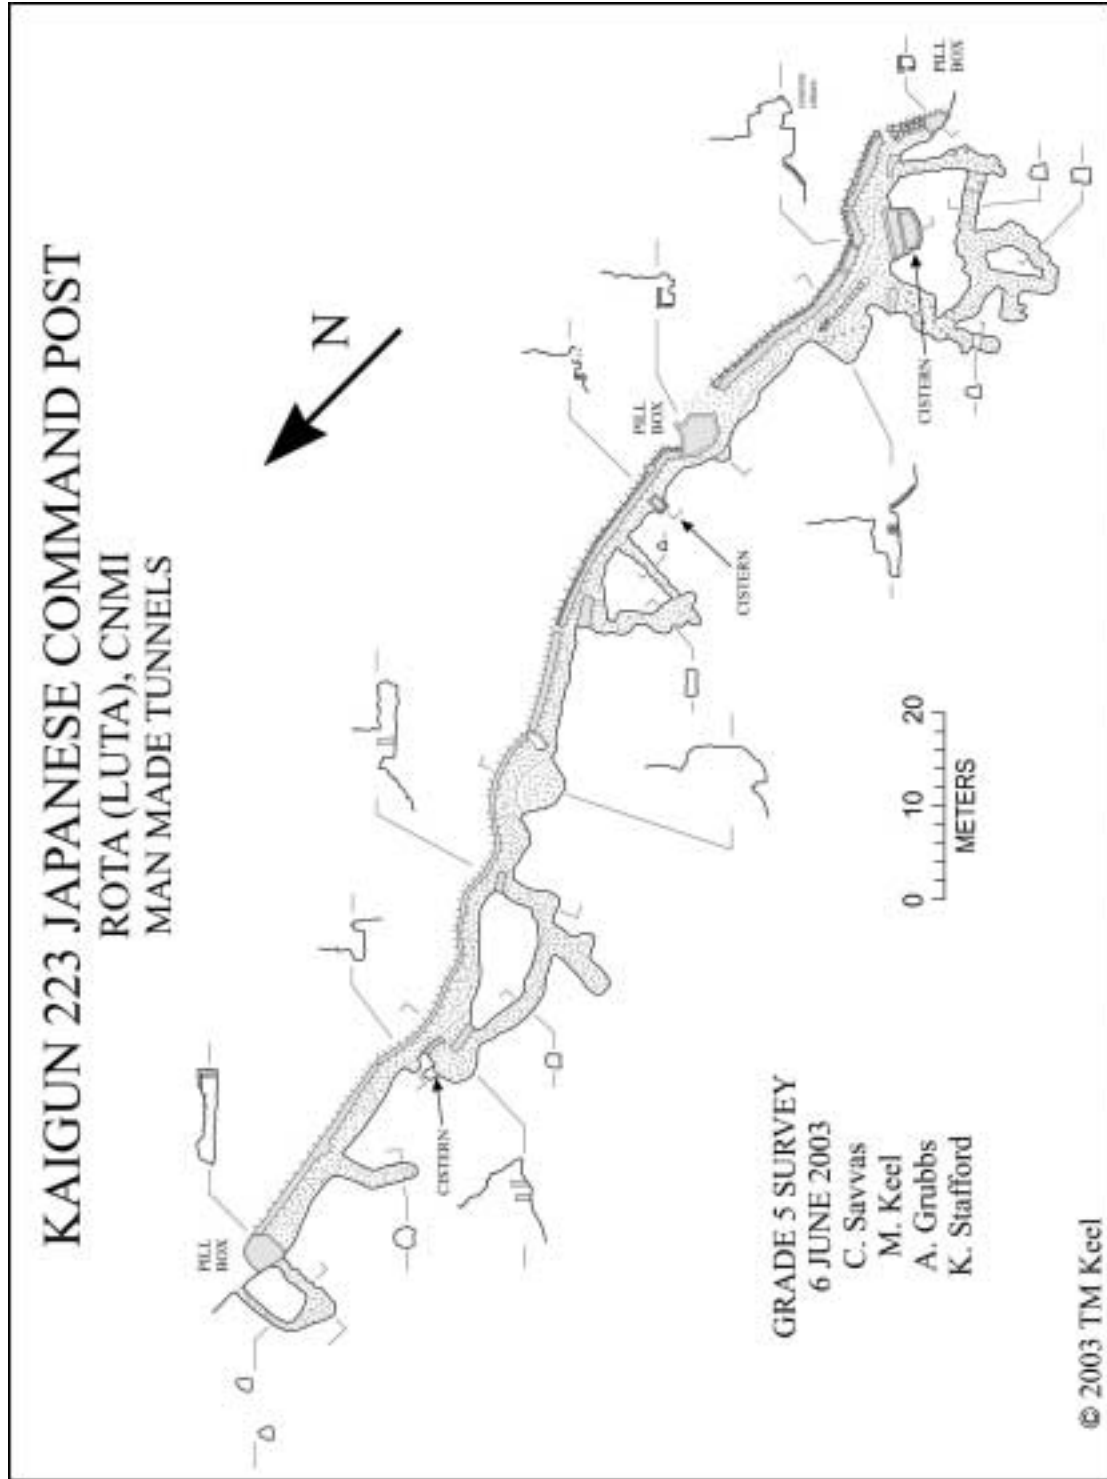 KAIGUN 223 JAPANESE COMMAND POST
ROTA (LUTA), CNMI
MAN MADE TUNNELS
N
PILL
BOX
CISTERN
PILL
BOX
CISTERN
PILL
BOX
CISTERN
0 10 20
METERS
GRADE 5 SURVEY
6 JUNE 2003
C. Savvas
M. Keel
A. Grubbs
K. Stafford
© 2003 TM Keel